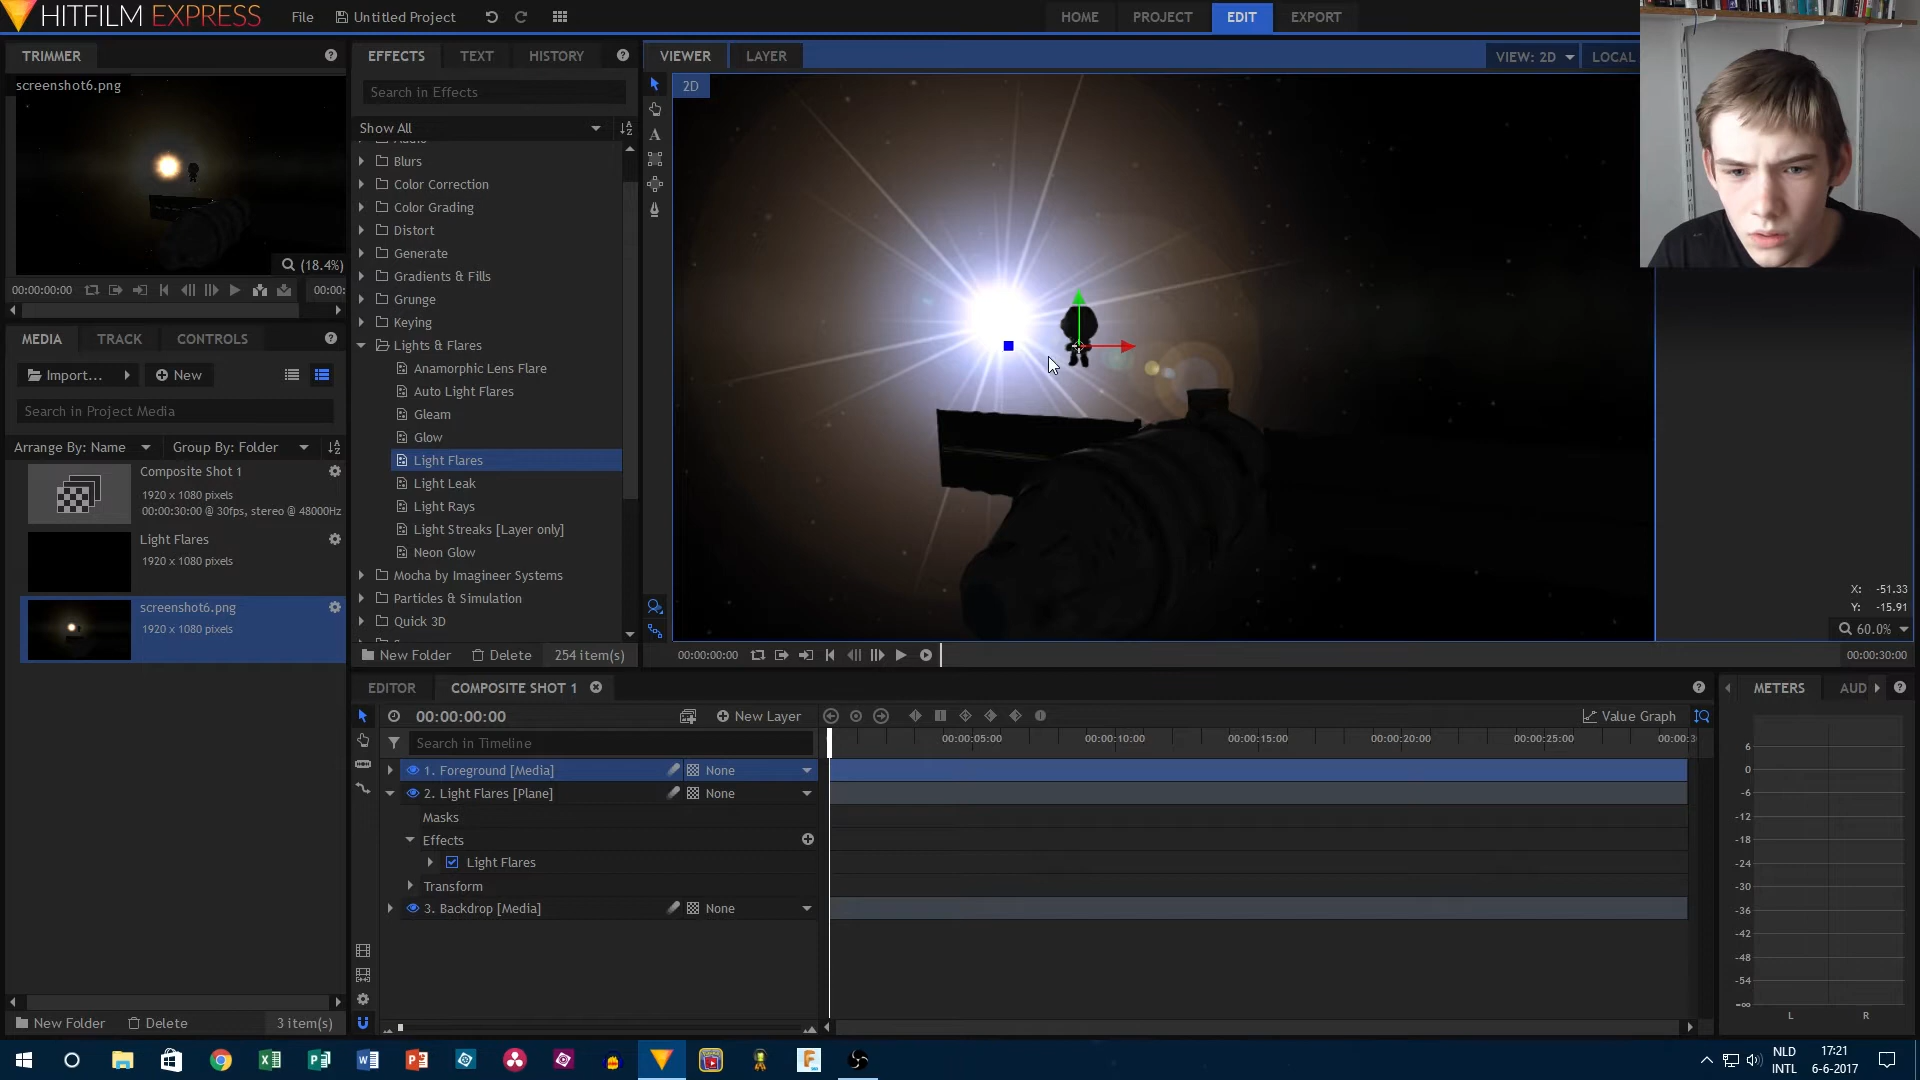 HITFILM EXPRESS File Untitled Project HOME PROJECT EDIT EXPORT
TRIMMER EFFECTS TEXT HISTORY VIEWER LAYER VIEW: 2D LOCAL
screenshot6.png
Search in Effects
2D
Show All
Blurs
Color Correction
Color Grading
Distort
Generate
(18.4%)
Gradients & Fills
00:00:00:00
Grunge
Keying
MEDIA TRACK CONTROLS
Lights & Flares
Import... New
Anamorphic Lens Flare
Auto Light Flares
Search in Project Media
Gleam
Glow
Arrange By: Name Group By: Folder
Light Flares
Composite Shot 1
1920 x 1080 pixels
00:00:30:00 @ 30fps, stereo @ 48000Hz
Light Leak
Light Rays
Light Flares
1920 x 1080 pixels
Light Streaks [Layer only]
Neon Glow
Mocha by Imagineer Systems
Particles & Simulation
Quick 3D
screenshot6.png
1920 x 1080 pixels
X: -51.33
Y: -15.91
60.0%
New Folder Delete 254 item(s) 00:00:00:00 00:00:30:00
EDITOR COMPOSITE SHOT 1 METERS AUD
00:00:00:00 New Layer Value Graph
Search in Timeline
00:00:05:00 00:00:10:00 00:00:15:00 00:00:20:00 00:00:25:00
1. Foreground [Media] None
2. Light Flares [Plane] None
Masks
Effects
Light Flares
Transform
3. Backdrop [Media] None
6
0
-6
-12
-18
-24
-30
-36
-42
-48
-54
-∞
L R
New Folder Delete 3 item(s)
NLD
INTL
17:21
6-6-2017